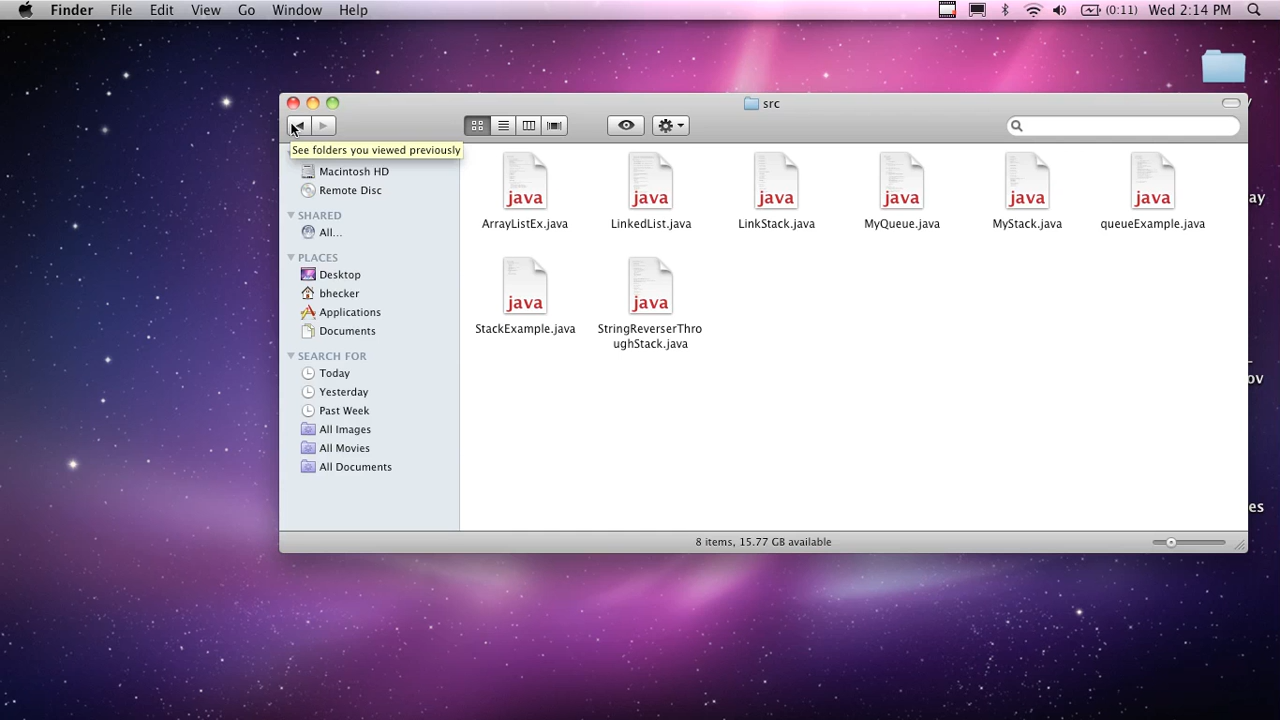 Finder File Edit View Go Window Help (0:11) Wed 2:14 PM
src
See folders you viewed previously
Macintosh HD
Remote Disc
SHARED
All...
PLACES
Desktop
bhecker
Applications
Documents
SEARCH FOR
Today
Yesterday
Past Week
All Images
All Movies
All Documents
java java java java java java
ArrayListEx.java LinkedList.java LinkStack.java MyQueue.java MyStack.java queueExample.java
java java
StackExample.java StringReverserThro
ughStack.java
8 items, 15.77 GB available